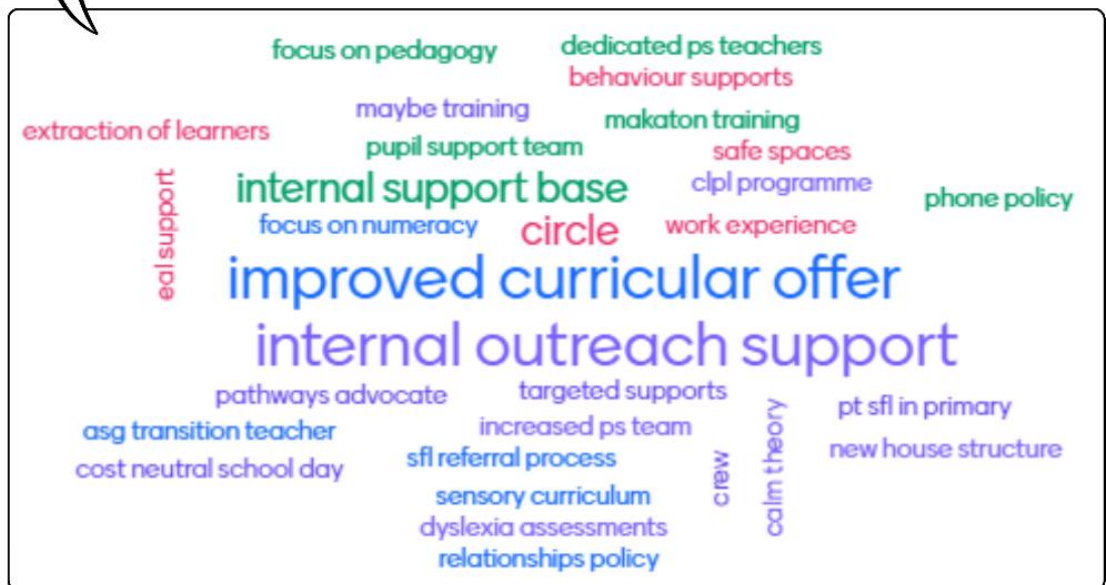 focus on pedagogy
dedicated ps teachers
behaviour supports
maybe training
makaton training
extraction of learners
pupil support team
safe spaces
eal support
internal support base
clpl programme
phone policy
focus on numeracy
circle
work experience
improved curricular offer
internal outreach support
pathways advocate
targeted supports
calm theory
pt sfl in primary
asg transition teacher
increased ps team
crew
new house structure
cost neutral school day
sfl referral process
sensory curriculum
dyslexia assessments
relationships policy